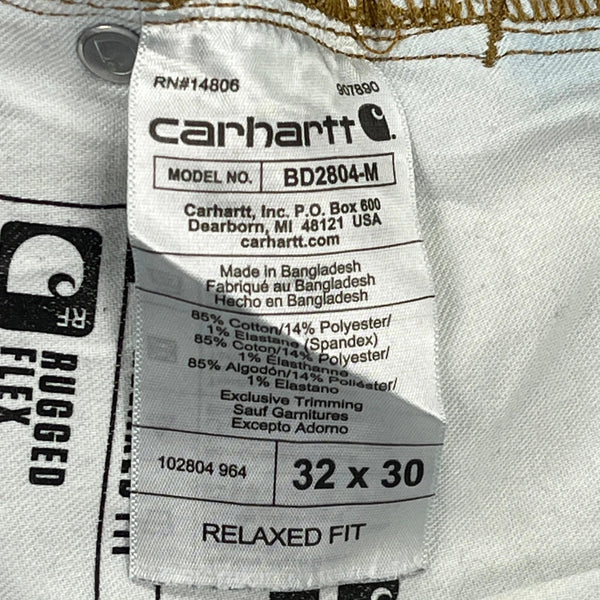 RN#14806 907890
carhartt
MODEL NO. BD2804-M
Carhartt, Inc. P.O. Box 600
Dearborn, MI 48121 USA
carhartt.com
Made in Bangladesh
Fabriqué au Bangladesh
Hecho en Bangladesh
85% Cotton/14% Polyester/
1% Elastane (Spandex)
85% Coton/14% Polyester/
1% Elasthanne
85% Algodón/14% Poliéster/
1% Elastano
Exclusive Trimming
Sauf Garnitures
Excepto Adorno
102804 964 32 x 30
RELAXED FIT
RF
RUGGED
FLEX